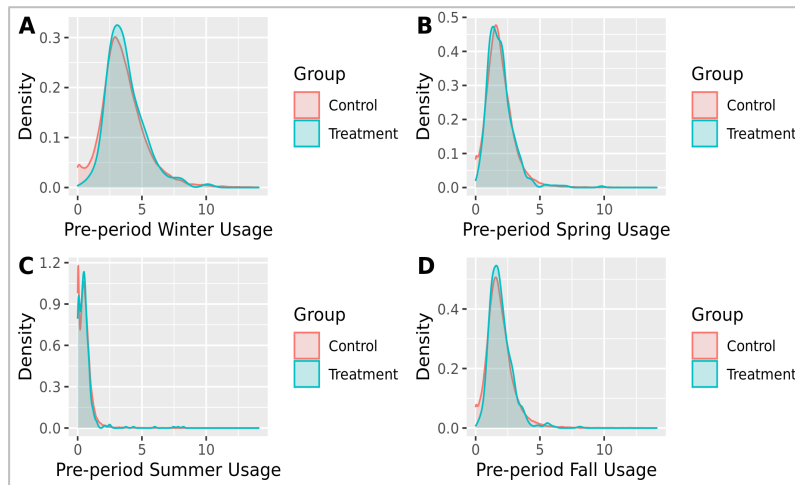 A
Density
0.3
0.2
0.1
0.0
0
5
10
Pre-period Winter Usage
Group
Control
Treatment
B
Density
0.5
0.4
0.3
0.2
0.1
0.0
0
5
10
Pre-period Spring Usage
Group
Control
Treatment
C
Density
1.2
0.9
0.6
0.3
0.0
0
5
10
Pre-period Summer Usage
Group
Control
Treatment
D
Density
0.4
0.2
0.0
0
5
10
Pre-period Fall Usage
Group
Control
Treatment